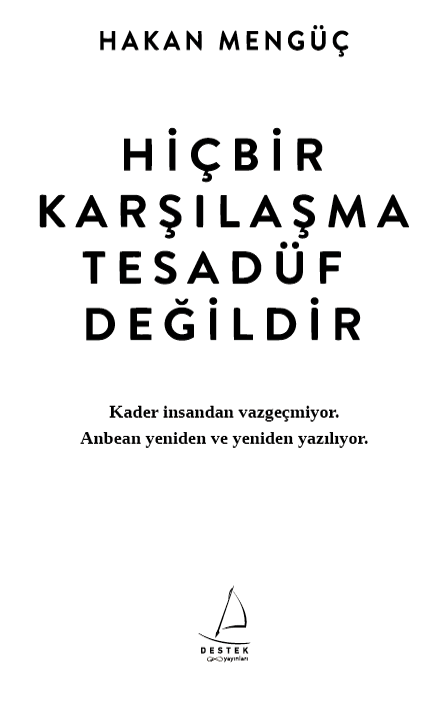 HAKAN MENGÜÇ
HİÇBİR
KARŞILAŞMA
TESADÜF
DEĞİLDİR
Kader insandan vazgeçmiyor.
Anbean yeniden ve yeniden yazılıyor.
DESTEK
yayınları